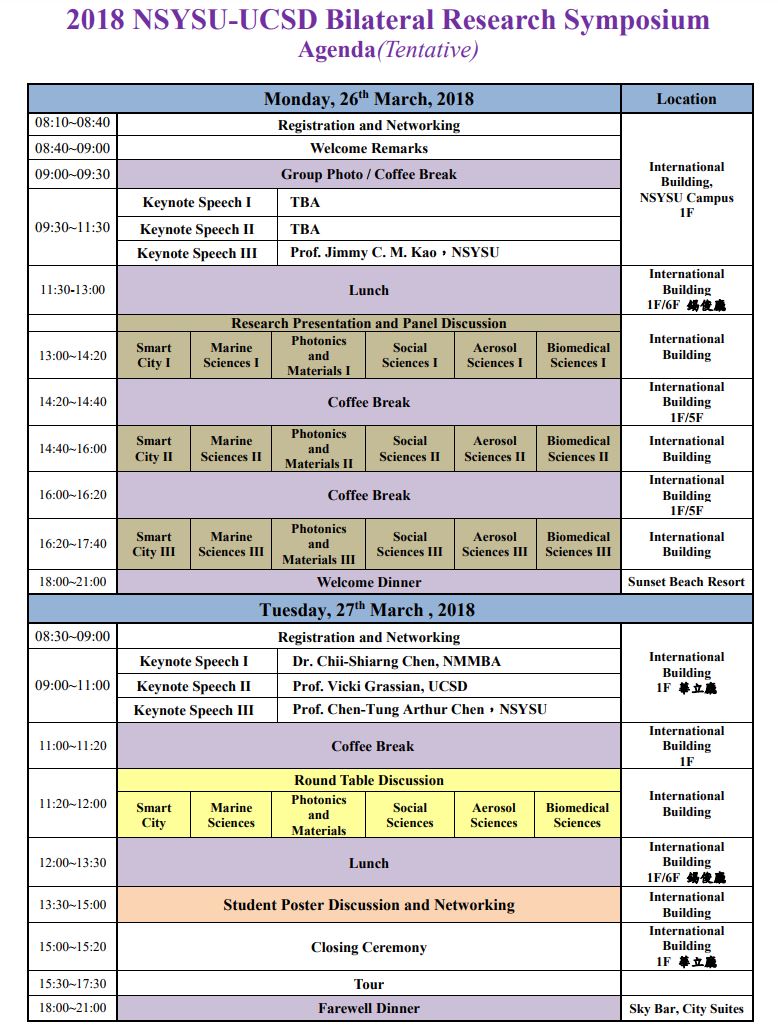 2018 NSYSU-UCSD Bilateral Research Symposium
Agenda(Tentative)
Monday, 26th March, 2018 Location
08:10~08:40 Registration and Networking
08:40~09:00 Welcome Remarks
09:00~09:30 Group Photo / Coffee Break
International
Building,
NSYSU Campus
1F
09:30~11:30
Keynote Speech I TBA
Keynote Speech II TBA
Keynote Speech III Prof. Jimmy C. M. Kao，NSYSU
11:30-13:00 Lunch
International
Building
1F/6F 錫俊廳
Research Presentation and Panel Discussion
13:00~14:20
Smart
City I
Marine
Sciences I
Photonics
and
Materials I
Social
Sciences I
Aerosol
Sciences I
Biomedical
Sciences I
International
Building
14:20~14:40 Coffee Break
International
Building
1F/5F
14:40~16:00
Smart
City II
Marine
Sciences II
Photonics
and
Materials II
Social
Sciences II
Aerosol
Sciences II
Biomedical
Sciences II
International
Building
16:00~16:20 Coffee Break
International
Building
1F/5F
16:20~17:40
Smart
City III
Marine
Sciences III
Photonics
and
Materials III
Social
Sciences III
Aerosol
Sciences III
Biomedical
Sciences III
International
Building
18:00~21:00 Welcome Dinner Sunset Beach Resort
Tuesday, 27th March , 2018
08:30~09:00 Registration and Networking
09:00~11:00
Keynote Speech I Dr. Chii-Shiarng Chen, NMMBA
Keynote Speech II Prof. Vicki Grassian, UCSD
Keynote Speech III Prof. Chen-Tung Arthur Chen，NSYSU
International
Building
1F 華立廳
11:00~11:20 Coffee Break
International
Building
1F
11:20~12:00
Round Table Discussion
Smart
City
Marine
Sciences
Photonics
and
Materials
Social
Sciences
Aerosol
Sciences
Biomedical
Sciences
International
Building
12:00~13:30 Lunch
International
Building
1F/6F 錫俊廳
13:30~15:00 Student Poster Discussion and Networking
International
Building
15:00~15:20 Closing Ceremony
International
Building
1F 華立廳
15:30~17:30 Tour
18:00~21:00 Farewell Dinner Sky Bar, City Suites